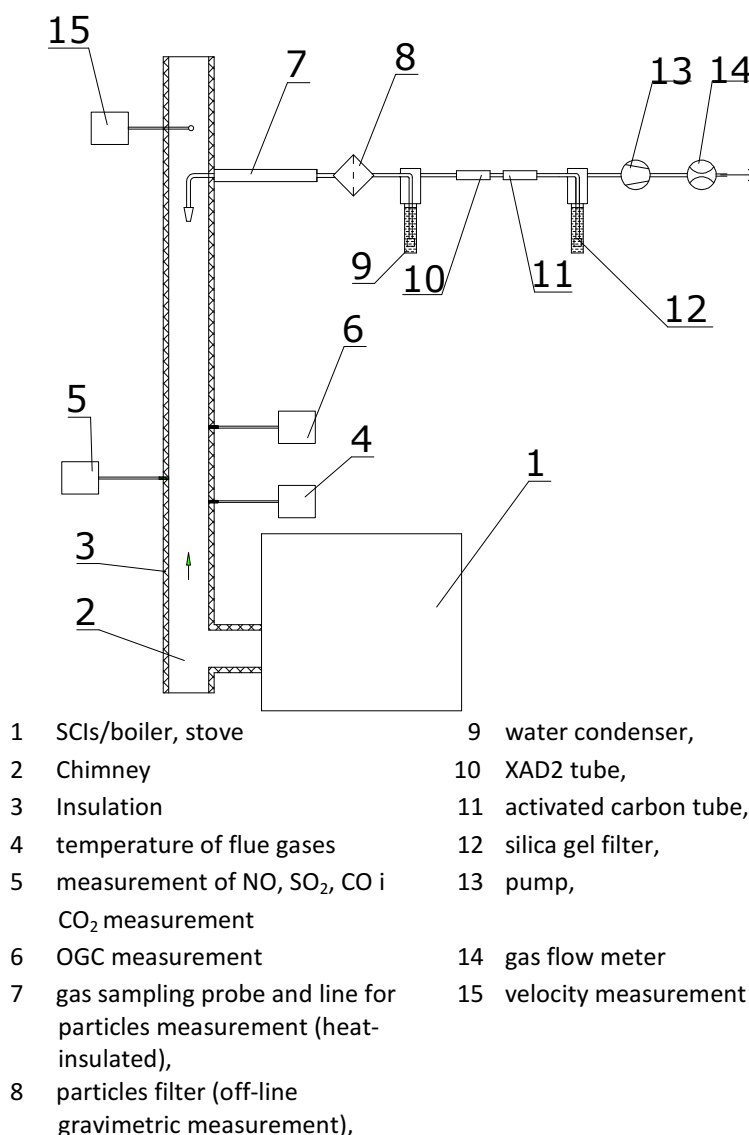 15
7
8
13
14
9
10
11
12
6
5
4
1
3
2
1 SCIs/boiler, stove
2 Chimney
3 Insulation
4 temperature of flue gases
5 measurement of NO, SO₂, CO i
CO₂ measurement
6 OGC measurement
7 gas sampling probe and line for
particles measurement (heat-
insulated),
8 particles filter (off-line
gravimetric measurement),
9 water condenser,
10 XAD2 tube,
11 activated carbon tube,
12 silica gel filter,
13 pump,
14 gas flow meter
15 velocity measurement